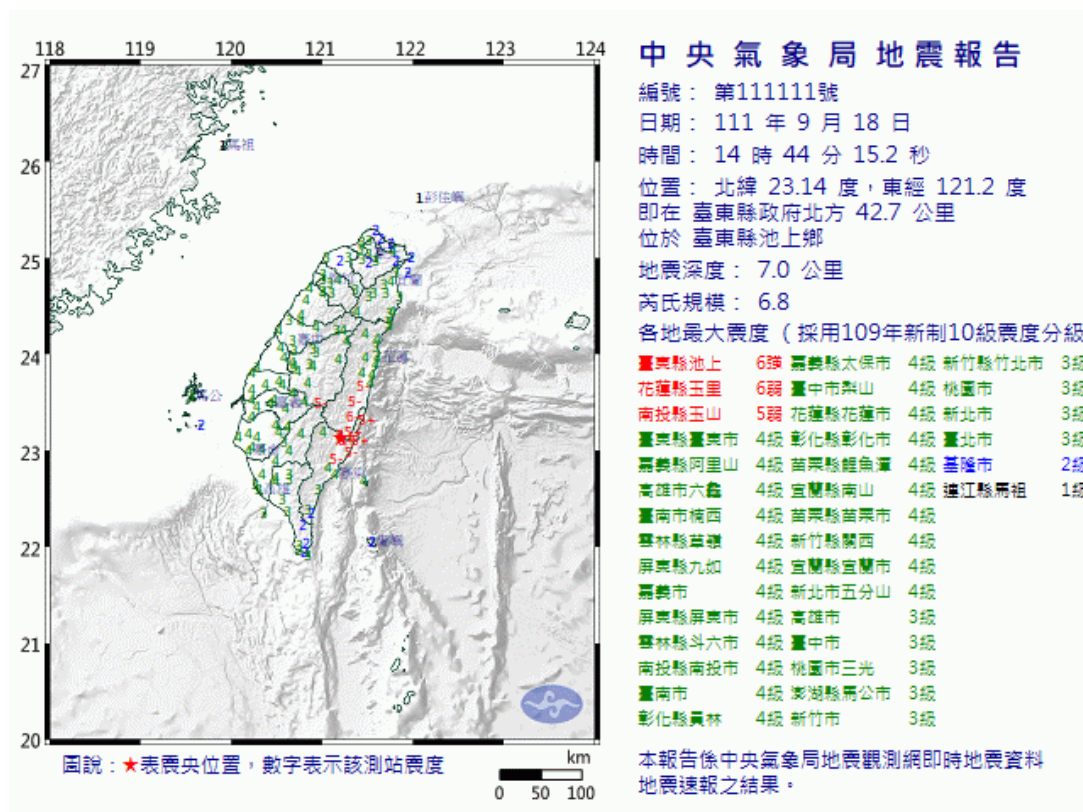 118 119 120 121 122 123 124
27
26
25
24
23
22
21
20
馬祖
彭佳嶼
馬公
圖說：★表震央位置，數字表示該測站震度
km
0 50 100
中央氣象局地震報告
編號： 第111111號
日期： 111 年 9 月 18 日
時間： 14 時 44 分 15.2 秒
位置： 北緯 23.14 度，東經 121.2 度
即在 臺東縣政府北方 42.7 公里
位於 臺東縣池上鄉
地震深度： 7.0 公里
芮氏規模： 6.8
各地最大震度（採用109年新制10級震度分級
臺東縣池上 6強 嘉義縣太保市 4級 新竹縣竹北市 3級
花蓮縣玉里 6弱 臺中市梨山 4級 桃園市 3級
南投縣玉山 5弱 花蓮縣花蓮市 4級 新北市 3級
臺東縣臺東市 4級 彰化縣彰化市 4級 臺北市 3級
嘉義縣阿里山 4級 苗栗縣鯉魚潭 4級 基隆市 2級
高雄市六龜 4級 宜蘭縣南山 4級 連江縣馬祖 1級
臺南市楠西 4級 苗栗縣苗栗市 4級
雲林縣草嶺 4級 新竹縣關西 4級
屏東縣九如 4級 宜蘭縣宜蘭市 4級
嘉義市 4級 新北市五分山 4級
屏東縣屏東市 4級 高雄市 3級
雲林縣斗六市 4級 臺中市 3級
南投縣南投市 4級 桃園市三光 3級
臺南市 4級 澎湖縣馬公市 3級
彰化縣員林 4級 新竹市 3級
本報告係中央氣象局地震觀測網即時地震資料
地震速報之結果。